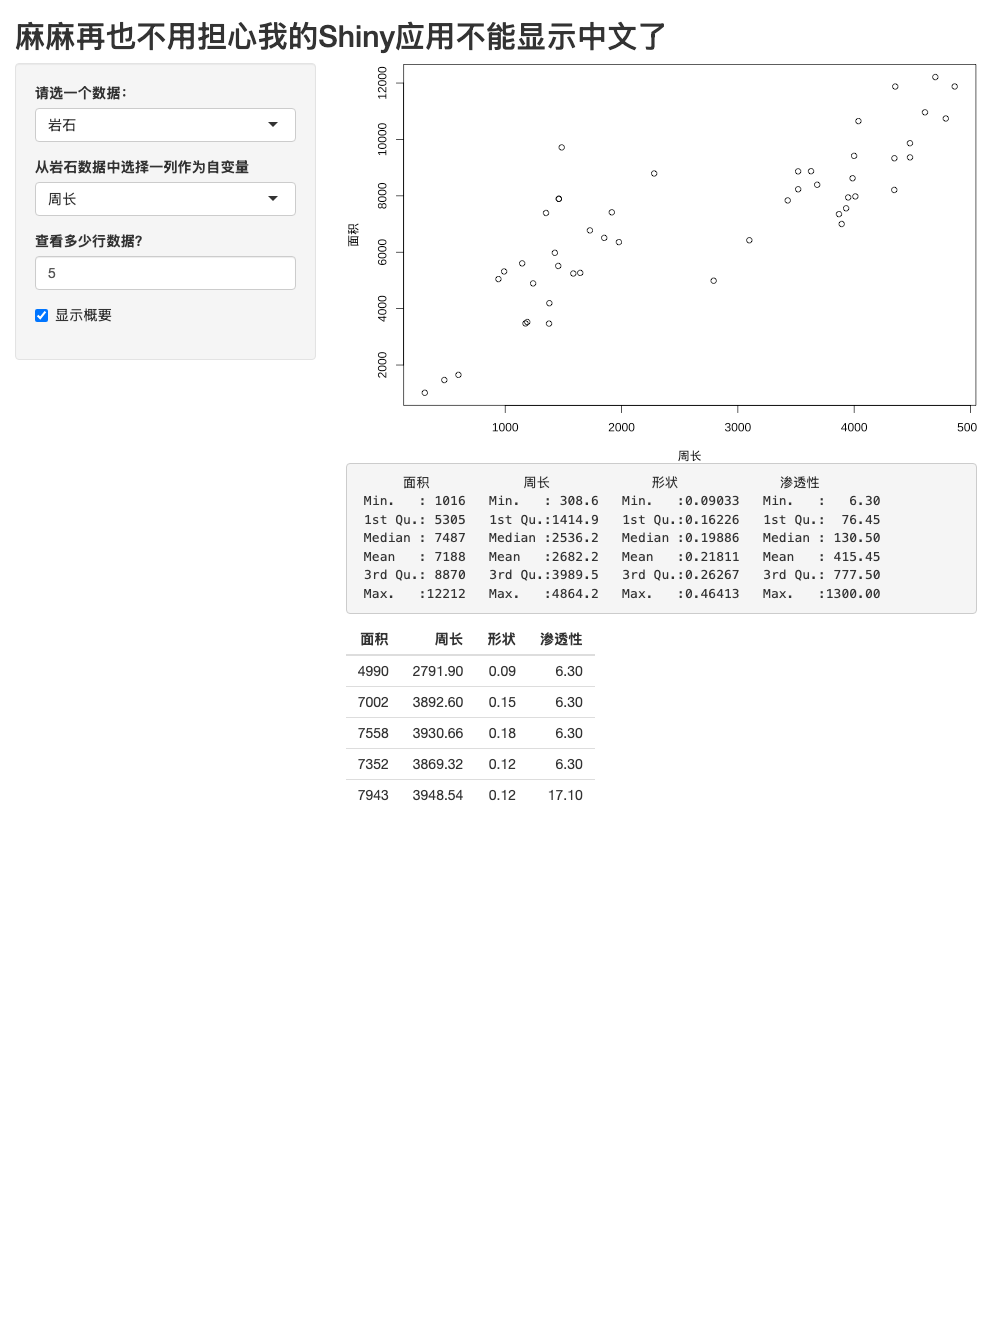 麻麻再也不用担心我的Shiny应用不能显示中文了
请选一个数据：
岩石
从岩石数据中选择一列作为自变量
周长
查看多少行数据?
5
显示概要
12000
10000
8000
6000
4000
2000
面积
1000 2000 3000 4000 500
周长
面积 周长 形状 渗透性
Min.   : 1016   Min.   : 308.6   Min.   :0.09033   Min.   :   6.30
1st Qu.: 5305   1st Qu.:1414.9   1st Qu.:0.16226   1st Qu.:  76.45
Median : 7487   Median :2536.2   Median :0.19886   Median : 130.50
Mean   : 7188   Mean   :2682.2   Mean   :0.21811   Mean   : 415.45
3rd Qu.: 8870   3rd Qu.:3989.5   3rd Qu.:0.26267   3rd Qu.: 777.50
Max.   :12212   Max.   :4864.2   Max.   :0.46413   Max.   :1300.00
面积 周长 形状 渗透性
4990 2791.90 0.09 6.30
7002 3892.60 0.15 6.30
7558 3930.66 0.18 6.30
7352 3869.32 0.12 6.30
7943 3948.54 0.12 17.10